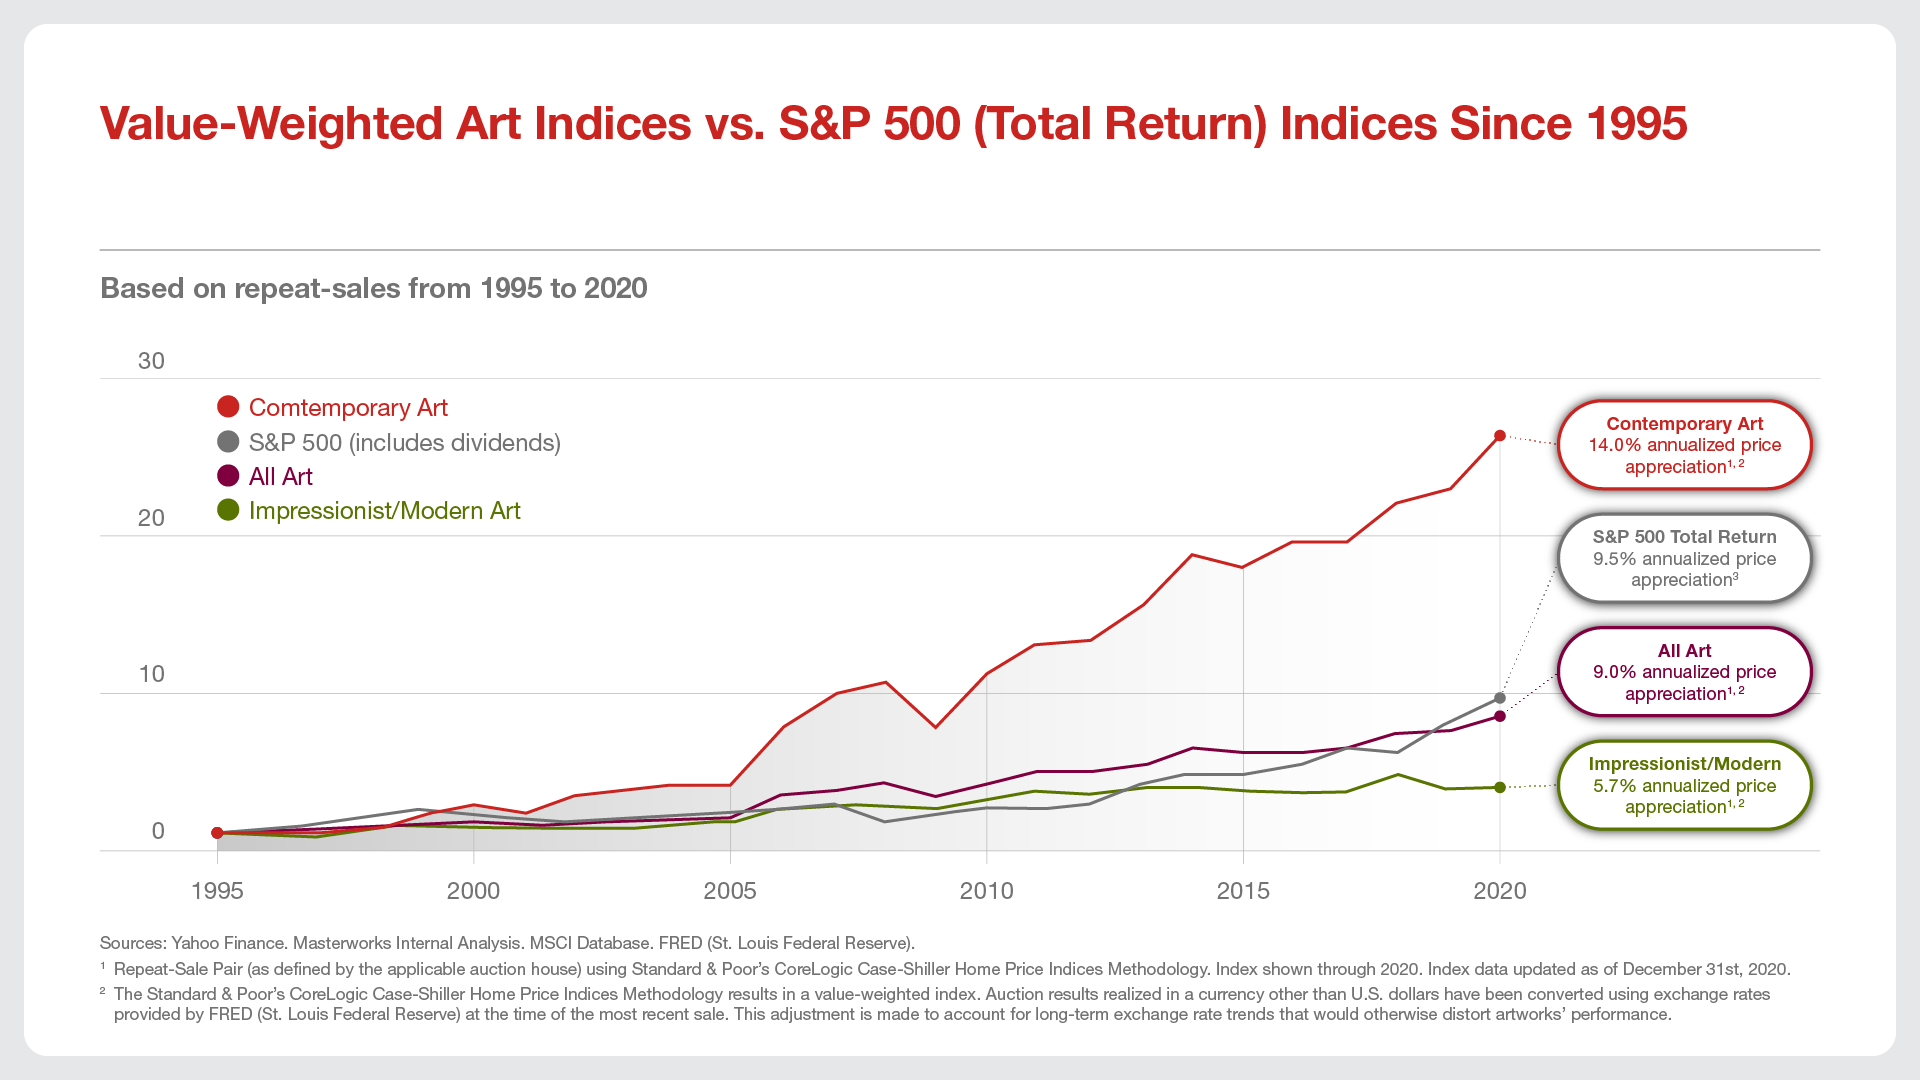 Value-Weighted Art Indices vs. S&P 500 (Total Return) Indices Since 1995
Based on repeat-sales from 1995 to 2020
30
20
10
0
Comtemporary Art
S&P 500 (includes dividends)
All Art
Impressionist/Modern Art
Contemporary Art
14.0% annualized price
appreciation¹,²
S&P 500 Total Return
9.5% annualized price
appreciation³
All Art
9.0% annualized price
appreciation¹,²
Impressionist/Modern
5.7% annualized price
appreciation¹,²
1995
2000
2005
2010
2015
2020
Sources: Yahoo Finance. Masterworks Internal Analysis. MSCI Database. FRED (St. Louis Federal Reserve).
¹ Repeat-Sale Pair (as defined by the applicable auction house) using Standard & Poor’s CoreLogic Case-Shiller Home Price Indices Methodology. Index shown through 2020. Index data updated as of December 31st, 2020.
² The Standard & Poor’s CoreLogic Case-Shiller Home Price Indices Methodology results in a value-weighted index. Auction results realized in a currency other than U.S. dollars have been converted using exchange rates
provided by FRED (St. Louis Federal Reserve) at the time of the most recent sale. This adjustment is made to account for long-term exchange rate trends that would otherwise distort artworks’ performance.